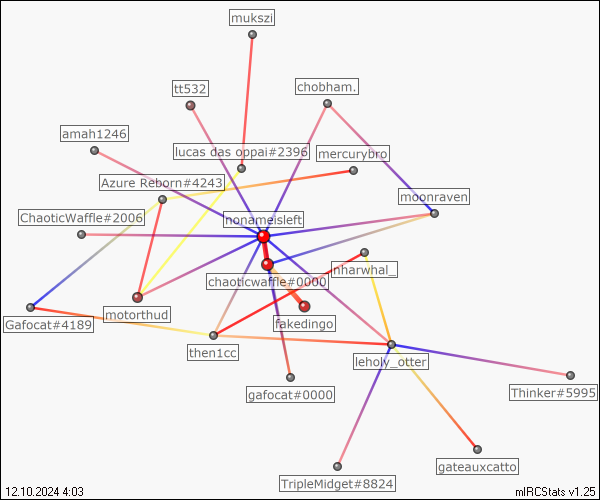 mukszi
tt532
chobham.
amah1246
lucas das oppai#2396
mercurybro
Azure Reborn#4243
moonraven
ChaoticWaffle#2006
nonameisleft
nharwhal_
chaoticwaffle#0000
motorthud
fakedingo
Gafocat#4189
then1cc
leholy_otter
gafocat#0000
Thinker#5995
gateauxcatto
TripleMidget#8824
12.10.2024 4:03
mIRCStats v1.25